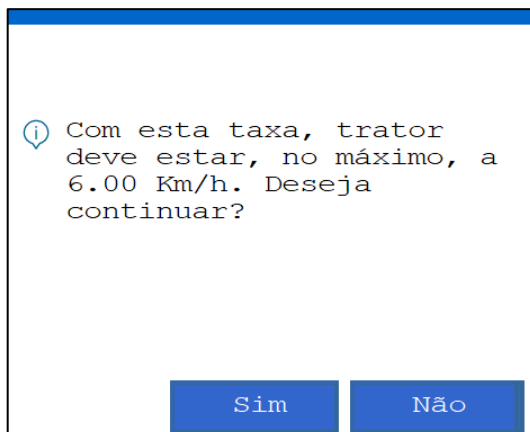 Com esta taxa, trator
deve estar, no máximo, a
6.00 Km/h. Deseja
continuar?
Sim Não